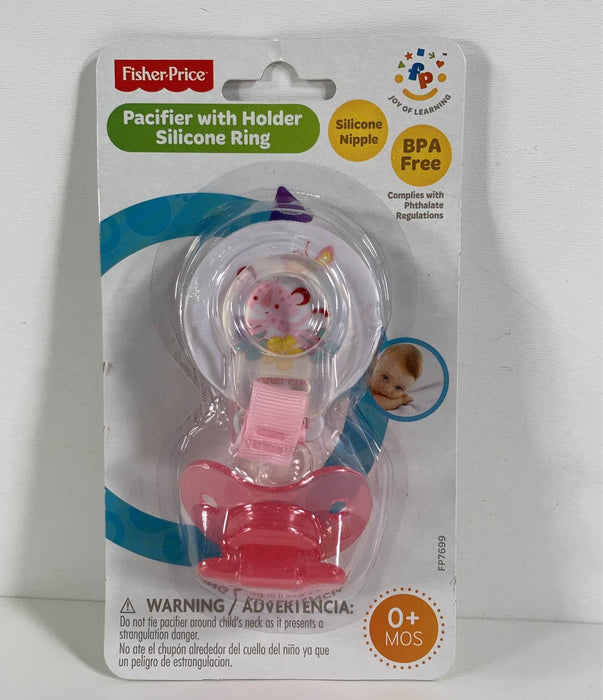 Fisher-Price
fp
JOY OF LEARNING
Pacifier with Holder
Silicone Ring
Silicone
Nipple
BPA
Free
Complies with
Phthalate
Regulations
FP7699
WARNING / ADVERTENCIA:
Do not tie pacifier around child's neck as it presents a
strangulation danger.
No ate el chupón alrededor del cuello del niño ya que
un peligro de estrangulacion.
0+
MOS